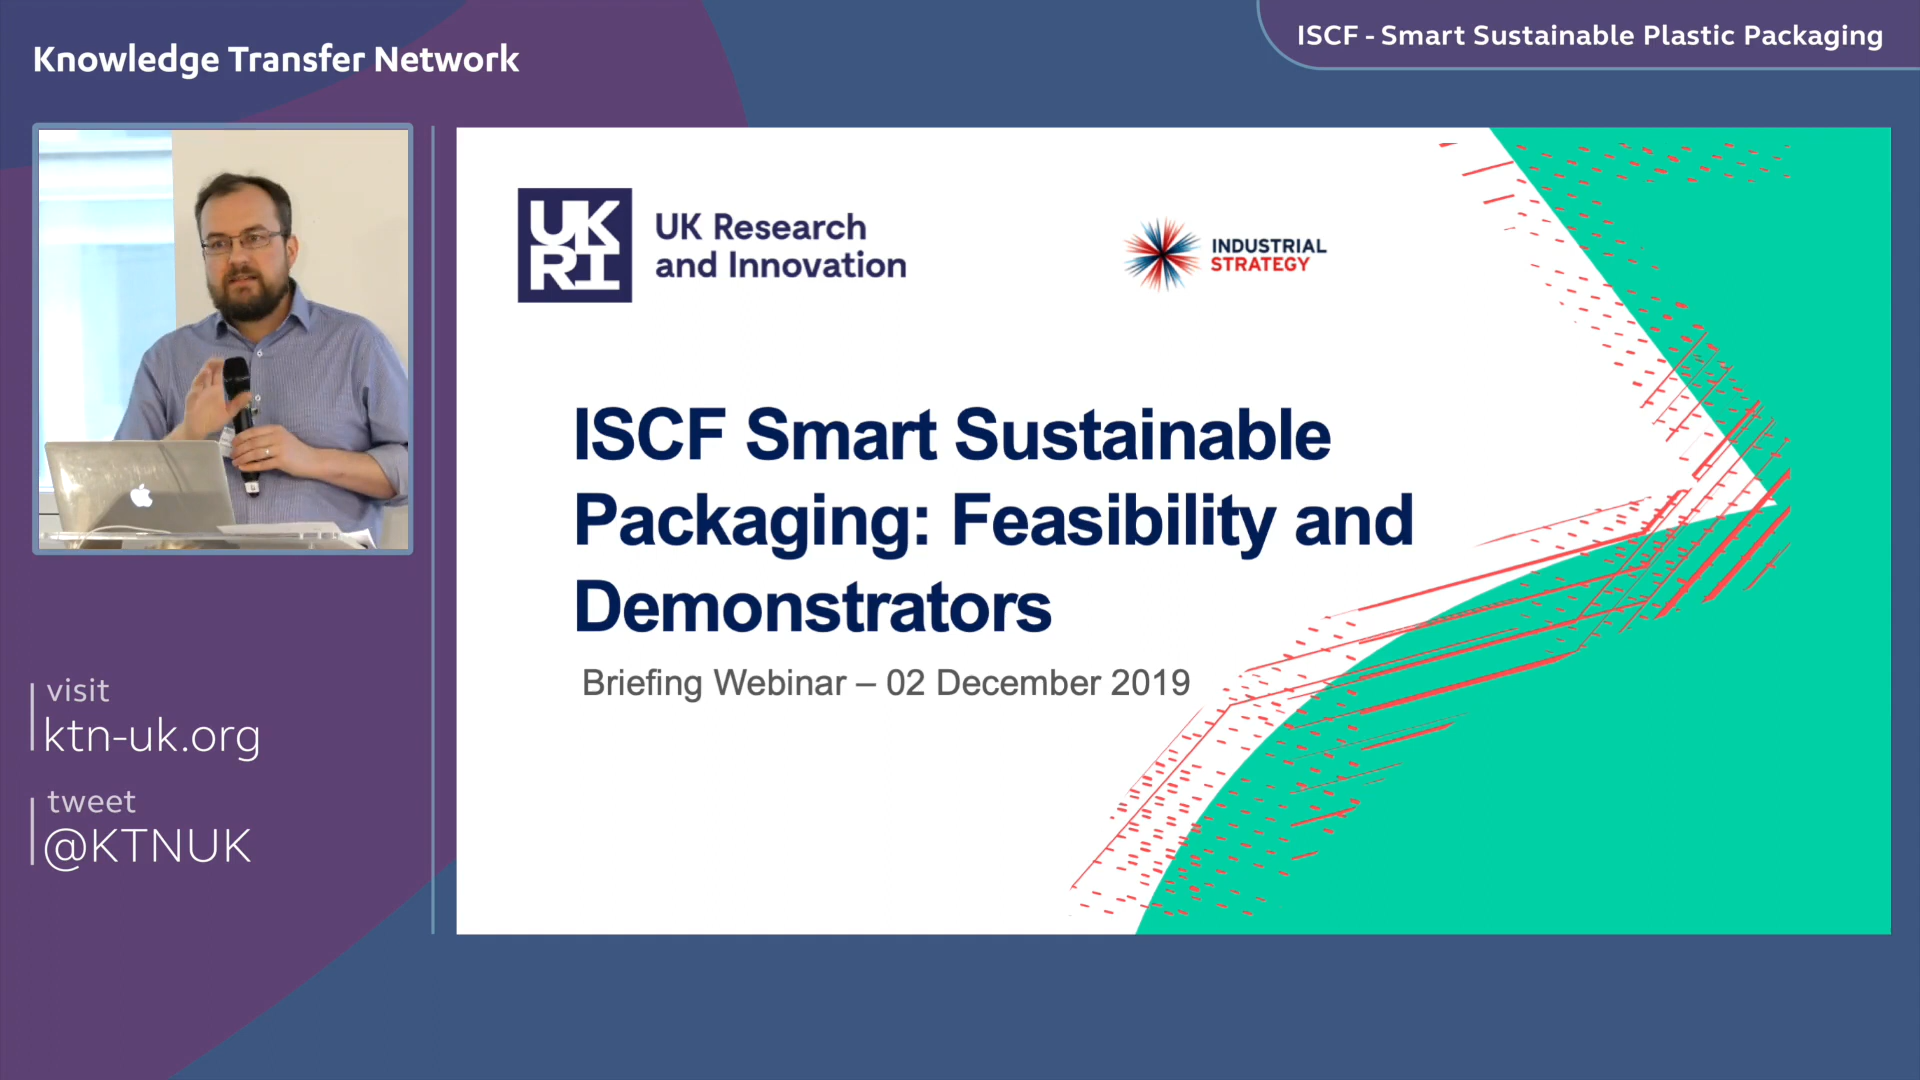 Knowledge Transfer Network
ISCF - Smart Sustainable Plastic Packaging
UK
RI
UK Research
and Innovation
INDUSTRIAL
STRATEGY
ISCF Smart Sustainable
Packaging: Feasibility and
Demonstrators
Briefing Webinar – 02 December 2019
visit
ktn-uk.org
tweet
@KTNUK